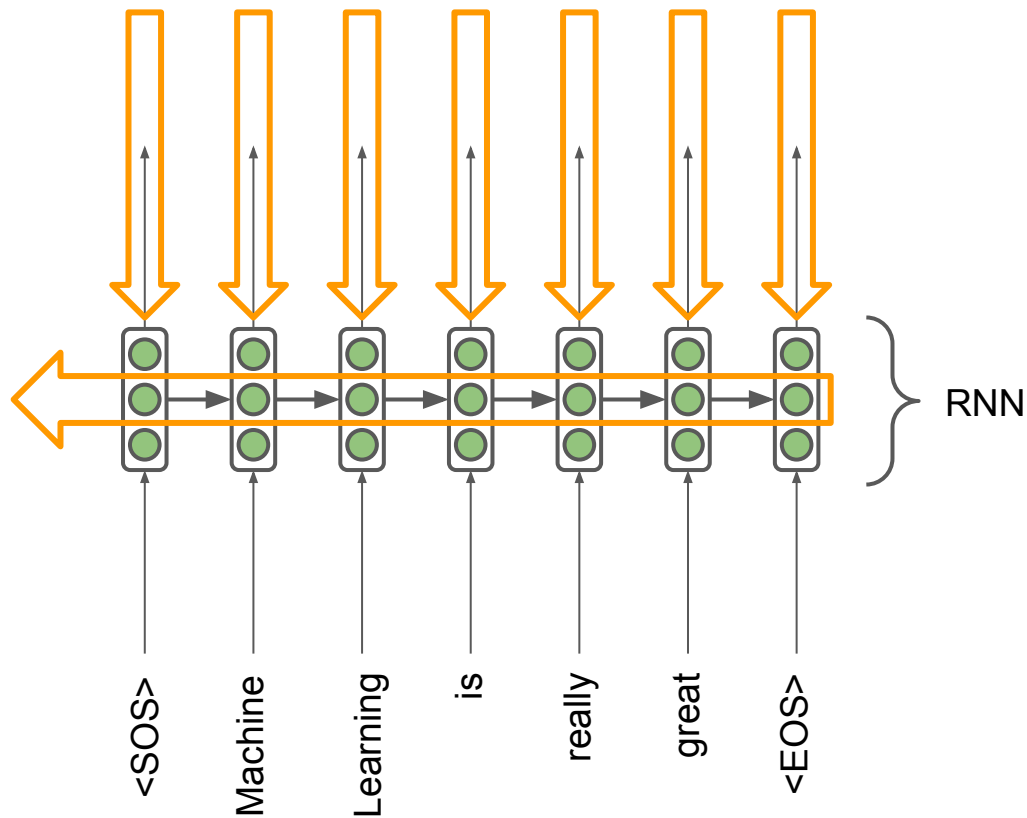 RNN
<SOS>
Machine
Learning
is
really
great
<EOS>